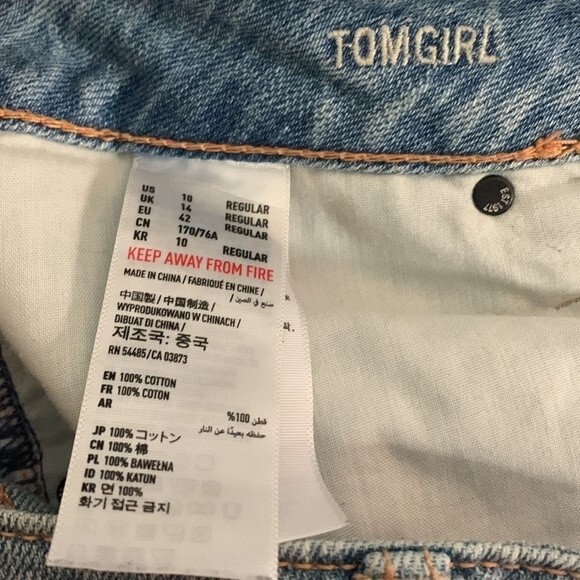 TOMGIRL
US 10 REGULAR
UK 14 REGULAR
EU 42 REGULAR
CN 170/76A
KR 10 REGULAR
KEEP AWAY FROM FIRE
MADE IN CHINA / FABRIQUÉ EN CHINE /
中国製 / 中国制造 / صنع في الصين /
WYPRODUKOWANO W CHINACH /
DIBUAT DI CHINA /
제조국: 중국
RN 54485/CA 03873
EN 100% COTTON
FR 100% COTON
AR
قطن 100%
حفظه بعيدًا عن النار
JP 100% コットン
CN 100% 棉
PL 100% BAWEŁNA
ID 100% KATUN
KR 면 100%
화기 접근 금지
EST. 1977